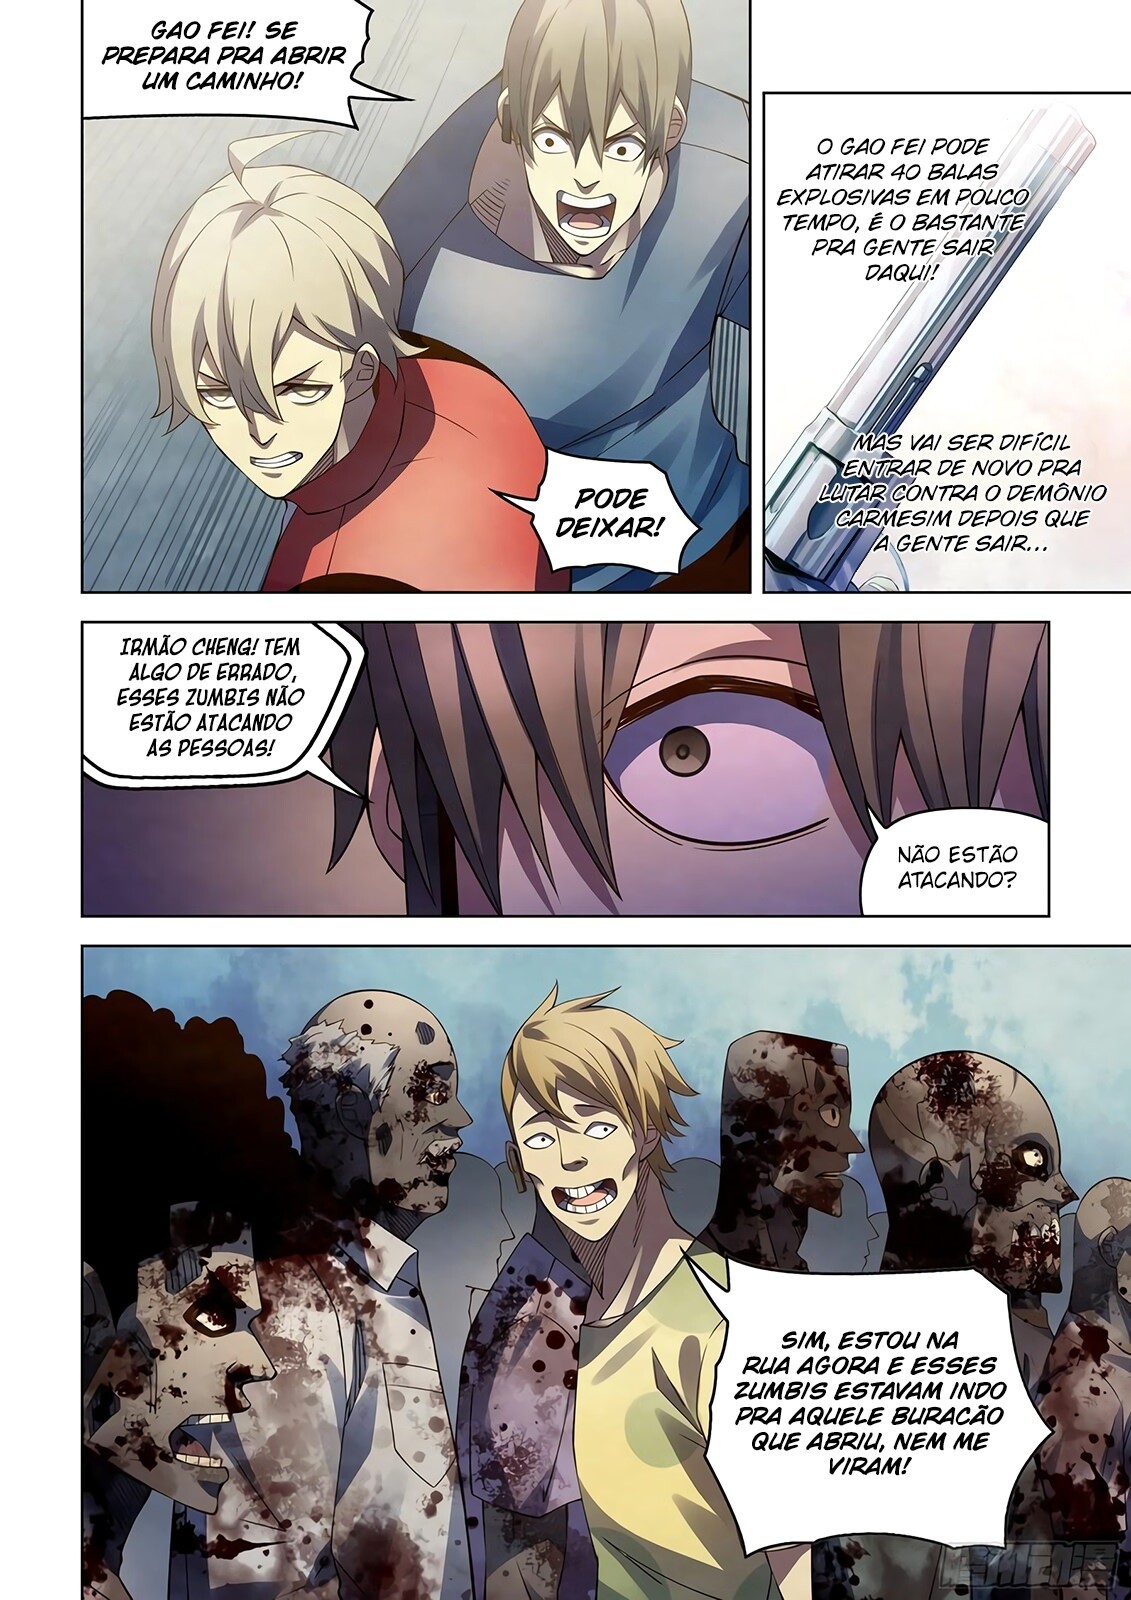 GAO FEI! SE
PREPARA PRA ABRIR
UM CAMINHO!
PODE
DEIXAR!
O GAO FEI PODE
ATIRAR 40 BALAS
EXPLOSIVAS EM POUCO
TEMPO, É O BASTANTE
PRA GENTE SAIR
DAQUI!
MAS VAI SER DIFÍCIL
ENTRAR DE NOVO PRA
LUTAR CONTRA O DEMÔNIO
CARMESIM DEPOIS QUE
A GENTE SAIR...
IRMÃO CHENG! TEM
ALGO DE ERRADO,
ESSES ZUMBIS NÃO
ESTÃO ATACANDO
AS PESSOAS!
NÃO ESTÃO
ATACANDO?
SIM, ESTOU NA
RUA AGORA E ESSES
ZUMBIS ESTAVAM INDO
PRA AQUELE BURACÃO
QUE ABRIU, NEM ME
VIRAM!